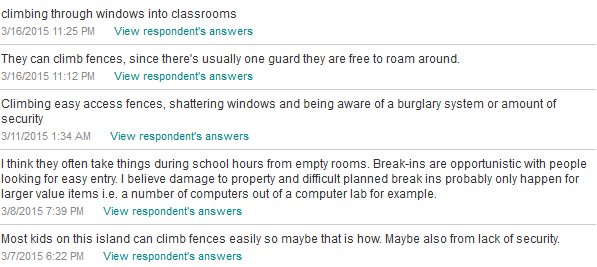 climbing through windows into classrooms
3/16/2015 11:25 PM View respondent's answers
They can climb fences, since there's usually one guard they are free to roam around.
3/16/2015 11:12 PM View respondent's answers
Climbing easy access fences, shattering windows and being aware of a burglary system or amount of
security
3/11/2015 1:34 AM View respondent's answers
I think they often take things during school hours from empty rooms. Break-ins are opportunistic with people
looking for easy entry. I believe damage to property and difficult planned break ins probably only happen for
larger value items i.e. a number of computers out of a computer lab for example.
3/8/2015 7:39 PM View respondent's answers
Most kids on this island can climb fences easily so maybe that is how. Maybe also from lack of security.
3/7/2015 6:22 PM View respondent's answers